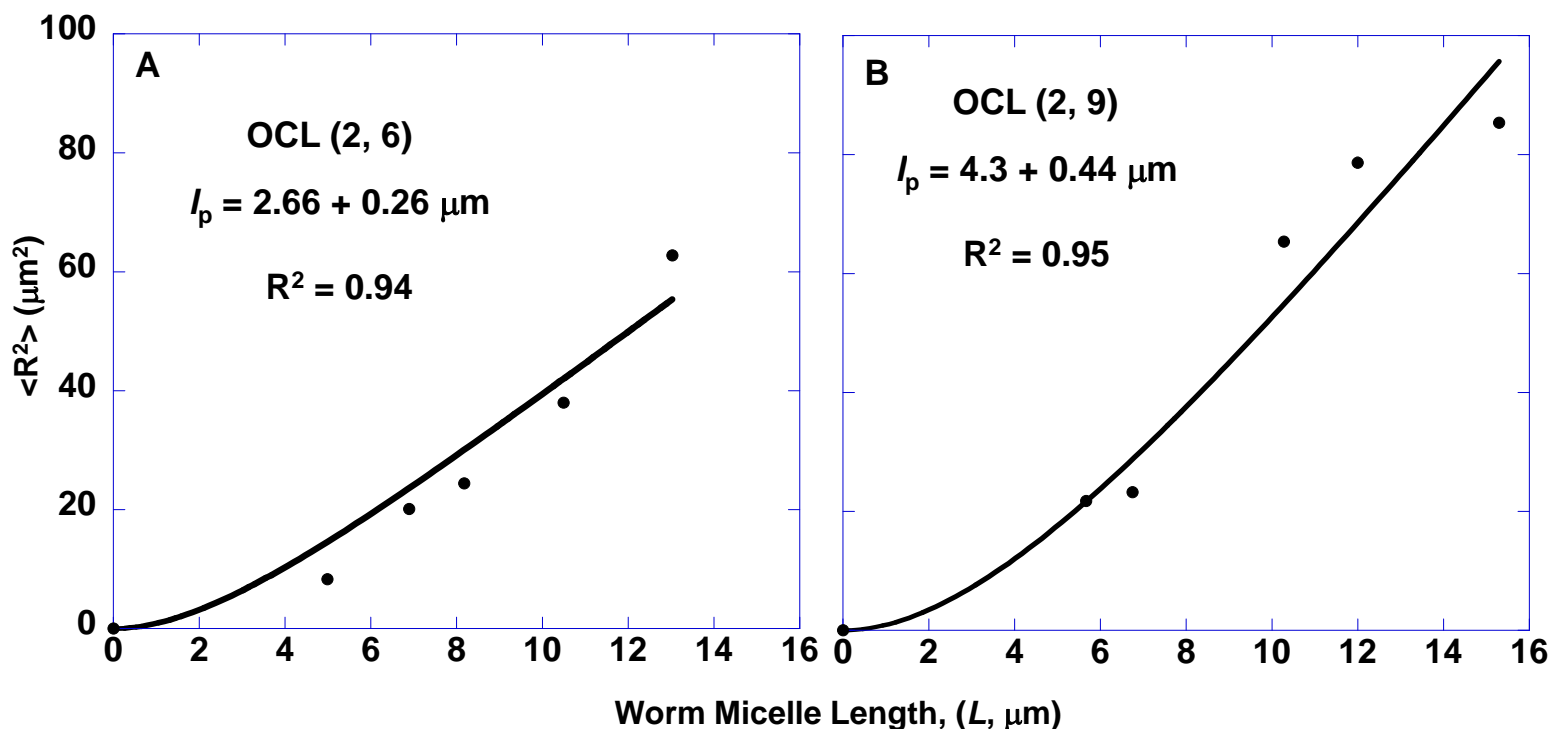 A
OCL (2, 6)
lp = 2.66 + 0.26 μm
R² = 0.94
<R²> (μm²)
100
80
60
40
20
0
0 2 4 6 8 10 12 14 16
B
OCL (2, 9)
lp = 4.3 + 0.44 μm
R² = 0.95
0 2 4 6 8 10 12 14 16
Worm Micelle Length, (L, μm)